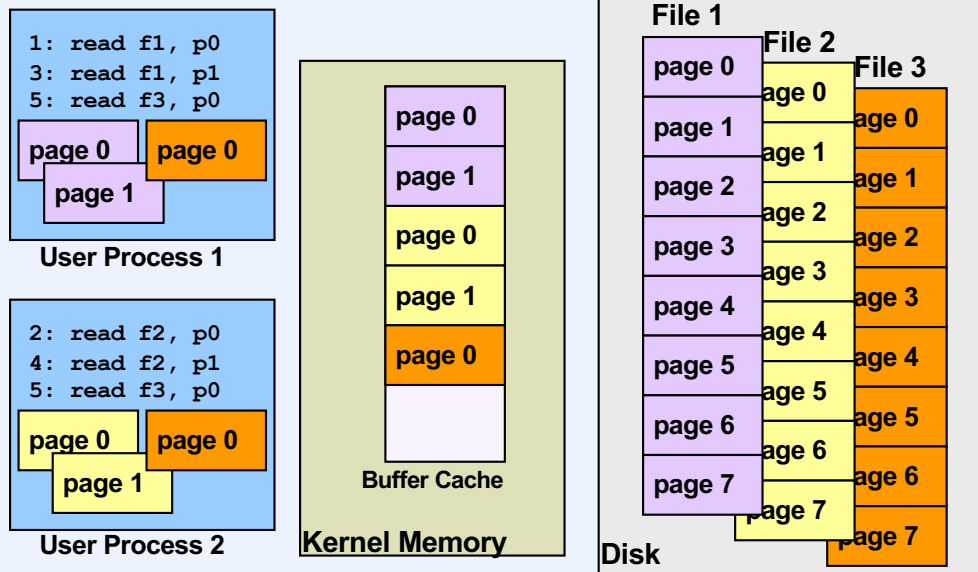 1: read f1, p0
3: read f1, p1
5: read f3, p0
page 0
page 0
page 1
User Process 1
2: read f2, p0
4: read f2, p1
5: read f3, p0
page 0
page 0
page 1
User Process 2
page 0
page 1
page 0
page 1
page 0
Buffer Cache
Kernel Memory
File 1
page 0
page 1
page 2
page 3
page 4
page 5
page 6
page 7
File 2
age 0
age 1
age 2
age 3
age 4
age 5
age 6
page 7
File 3
age 0
age 1
age 2
age 3
age 4
age 5
age 6
page 7
Disk